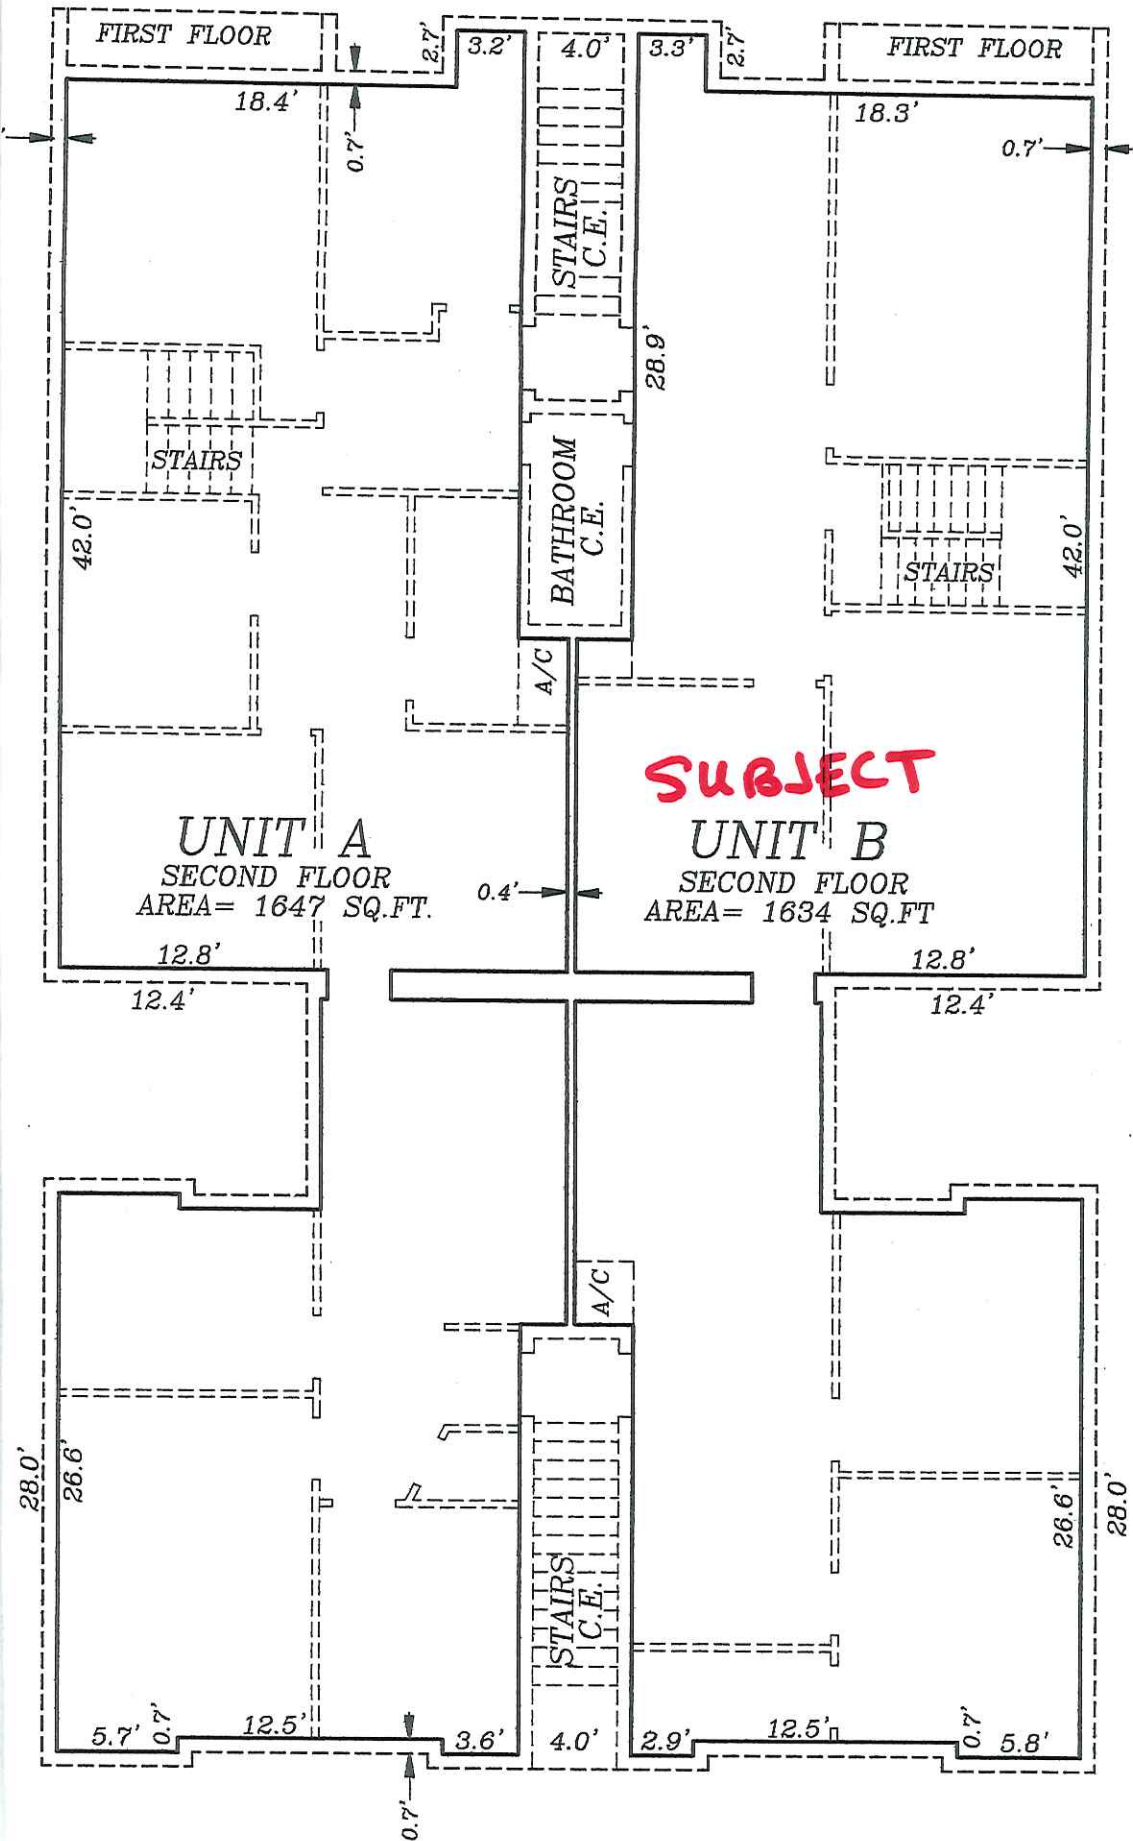 FIRST FLOOR
2.7'
3.2'
4.0'
3.3'
2.7'
FIRST FLOOR
18.4'
0.7'
18.3'
0.7'
STAIRS
C.E.
28.9'
STAIRS
42.0'
BATHROOM
C.E.
42.0'
STAIRS
A/C
SUBJECT
UNIT A
SECOND FLOOR
AREA= 1647 SQ.FT.
0.4'
UNIT B
SECOND FLOOR
AREA= 1634 SQ.FT
12.8'
12.8'
12.4'
12.4'
A/C
28.0'
26.6'
26.6'
28.0'
STAIRS
C.E.
5.7'
0.7'
12.5'
3.6'
4.0'
2.9'
12.5'
0.7'
5.8'
0.7'